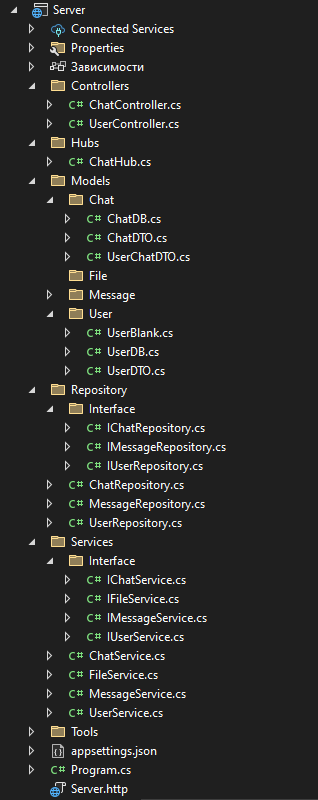 Server
Connected Services
Properties
Зависимости
Controllers
C# ChatController.cs
C# UserController.cs
Hubs
C# ChatHub.cs
Models
Chat
C# ChatDB.cs
C# ChatDTO.cs
C# UserChatDTO.cs
File
Message
User
C# UserBlank.cs
C# UserDB.cs
C# UserDTO.cs
Repository
Interface
C# IChatRepository.cs
C# IMessageRepository.cs
C# IUserRepository.cs
C# ChatRepository.cs
C# MessageRepository.cs
C# UserRepository.cs
Services
Interface
C# IChatService.cs
C# IFileService.cs
C# IMessageService.cs
C# IUserService.cs
C# ChatService.cs
C# FileService.cs
C# MessageService.cs
C# UserService.cs
Tools
appsettings.json
C# Program.cs
Server.http